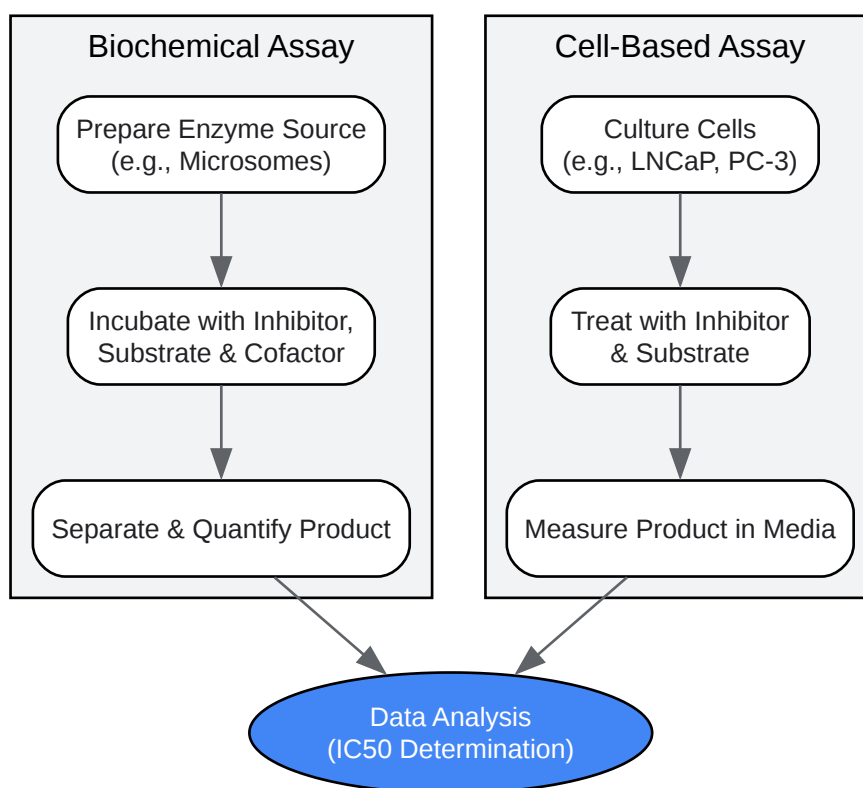 Biochemical Assay
Prepare Enzyme Source
(e.g., Microsomes)
Incubate with Inhibitor,
Substrate & Cofactor
Separate & Quantify Product
Cell-Based Assay
Culture Cells
(e.g., LNCaP, PC-3)
Treat with Inhibitor
& Substrate
Measure Product in Media
Data Analysis
(IC50 Determination)